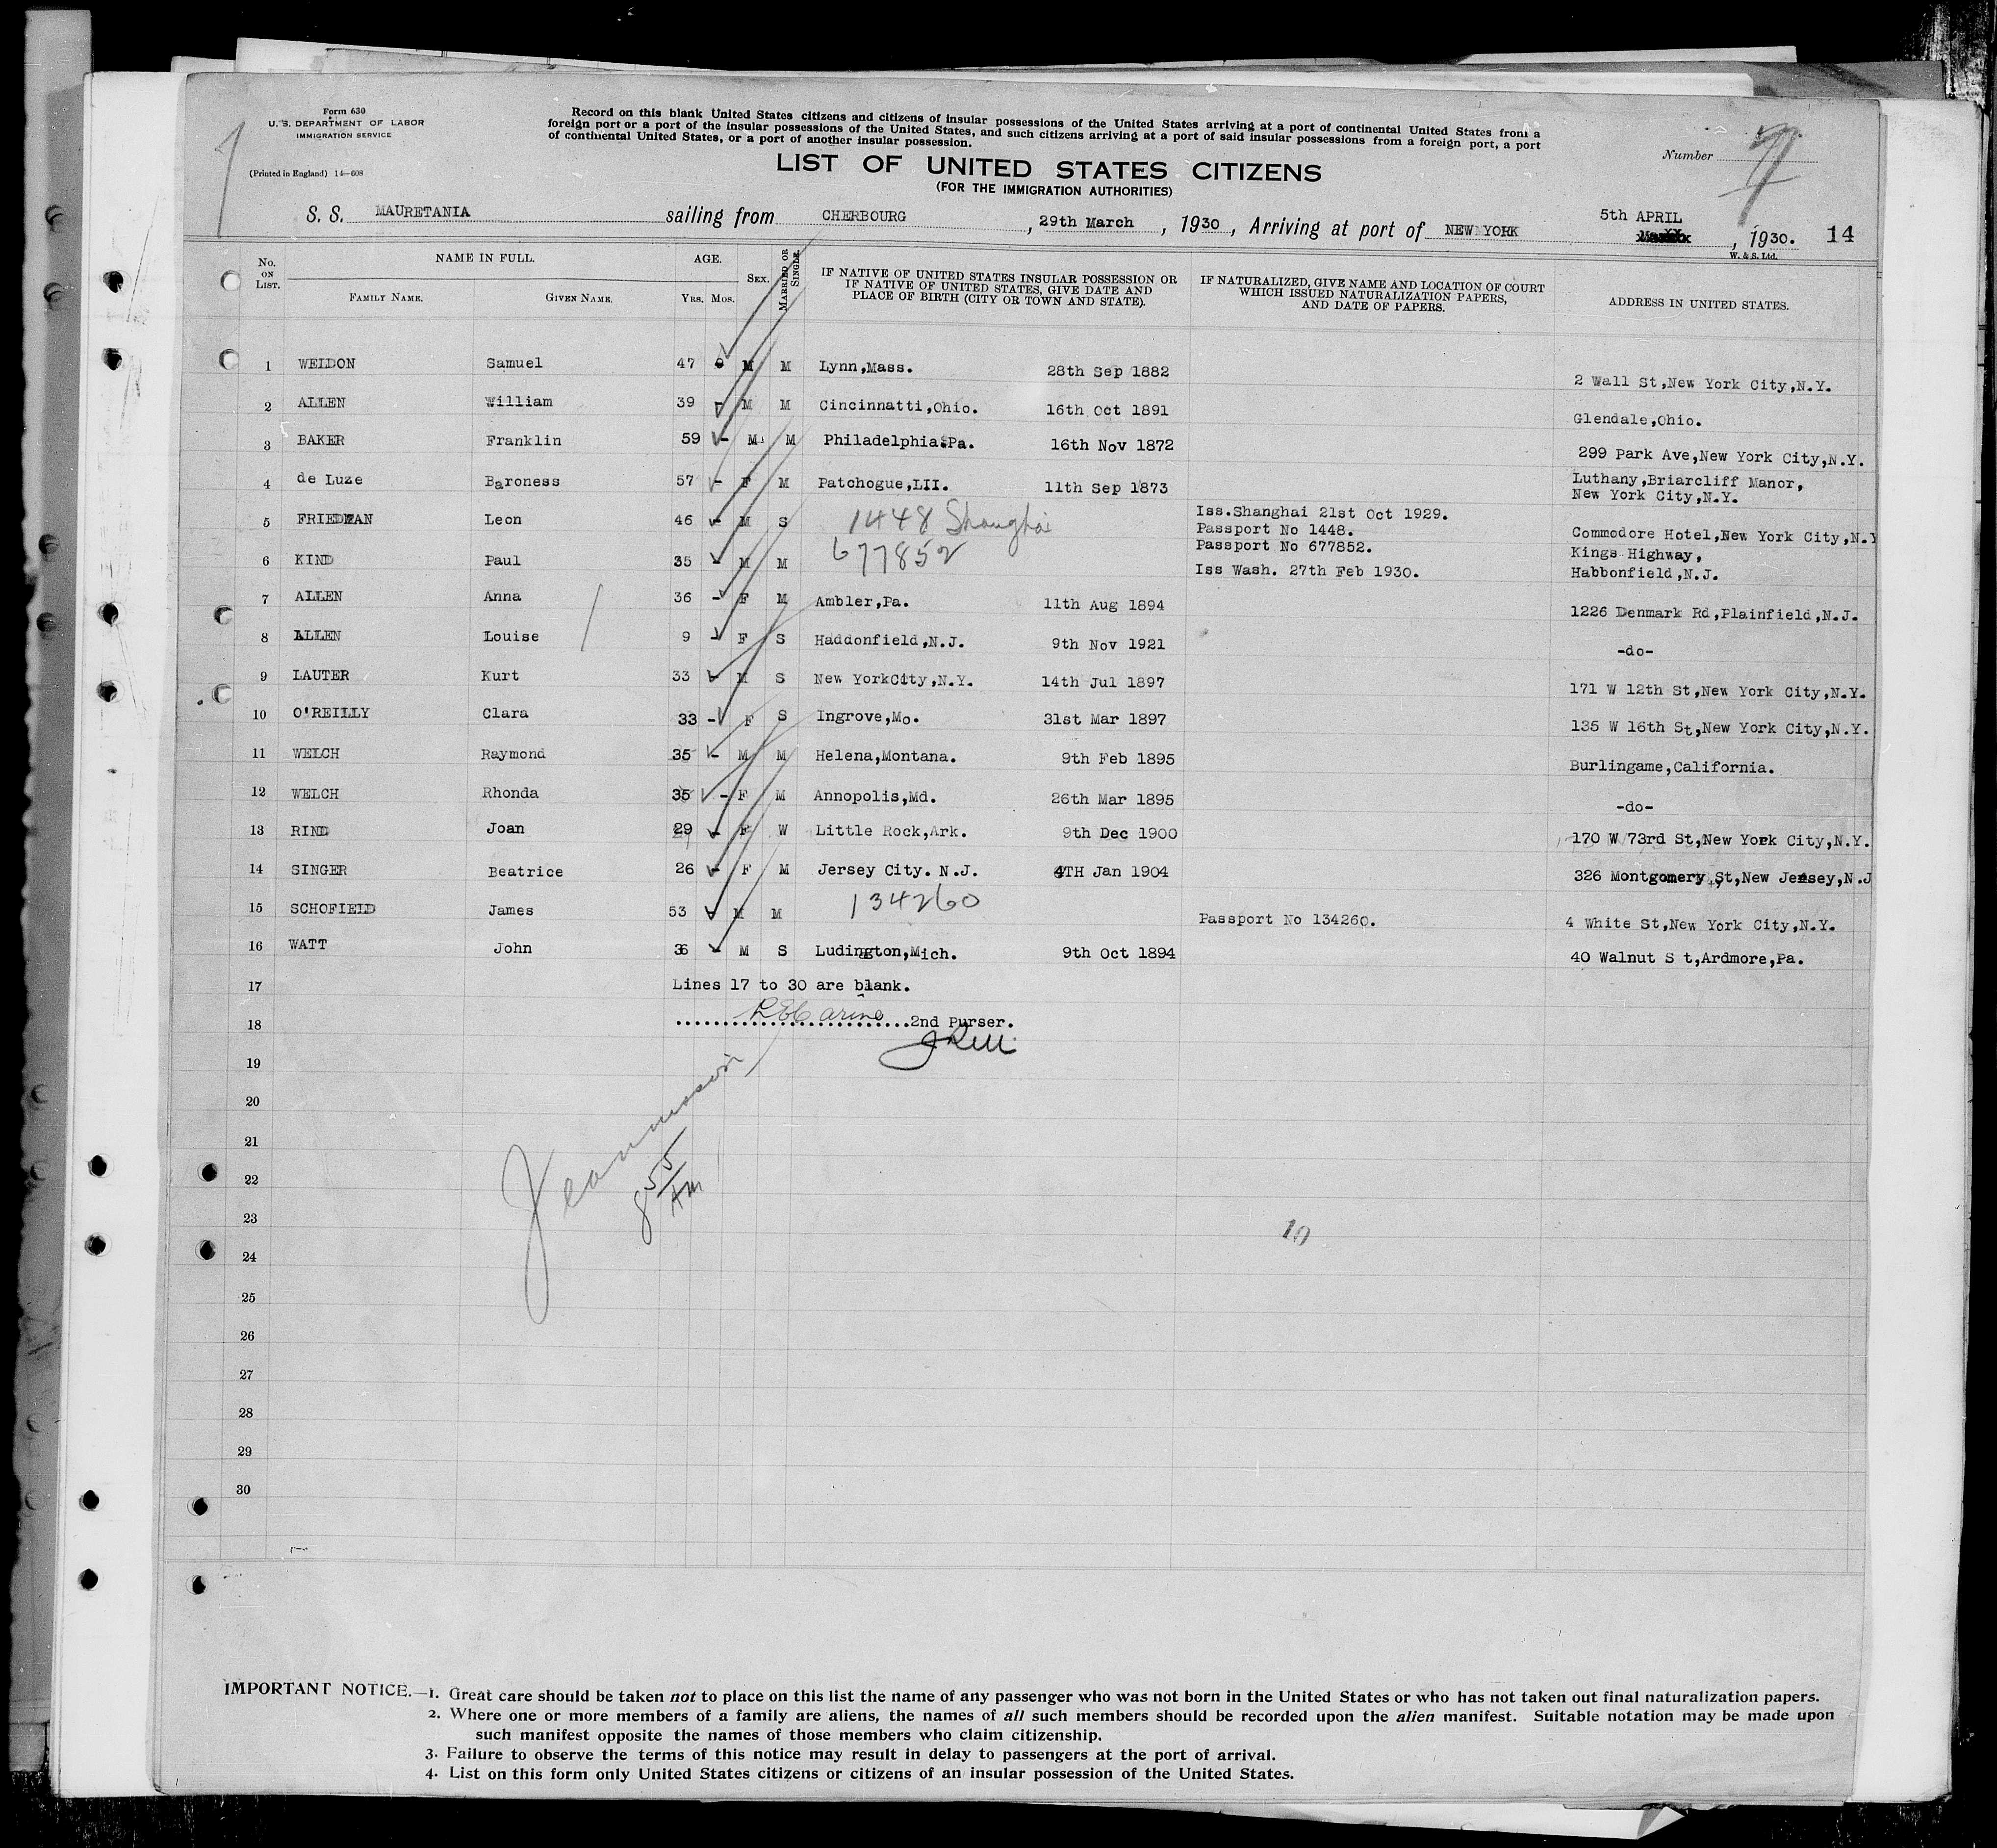 Form 630
U. S. DEPARTMENT OF LABOR
IMMIGRATION SERVICE
(Printed in England) 14—608
Record on this blank United States citizens and citizens of insular possessions of the United States arriving at a port of continental United States from a
foreign port or a port of the insular possessions of the United States, and such citizens arriving at a port of said insular possessions from a foreign port, a port
of continental United States, or a port of another insular possession.
LIST OF UNITED STATES CITIZENS
(FOR THE IMMIGRATION AUTHORITIES)
Number
S. S. MAURETANIA sailing from CHERBOURG, 29th March, 1930, Arriving at port of NEW YORK 5th APRIL, 1930. 14
W. & S. Ltd.
No. ON LIST. NAME IN FULL. FAMILY NAME. GIVEN NAME. AGE. YRS. MOS. SEX. MARRIED OR SINGLE. IF NATIVE OF UNITED STATES INSULAR POSSESSION OR IF NATIVE OF UNITED STATES, GIVE DATE AND PLACE OF BIRTH (CITY OR TOWN AND STATE). IF NATURALIZED, GIVE NAME AND LOCATION OF COURT WHICH ISSUED NATURALIZATION PAPERS, AND DATE OF PAPERS. ADDRESS IN UNITED STATES.
1 WELDON Samuel 47 M M Lynn,Mass. 28th Sep 1882 2 Wall St,New York City,N.Y.
2 ALLEN William 39 M M Cincinnatti,Ohio. 16th Oct 1891 Glendale,Ohio.
3 BAKER Franklin 59 - M M Philadelphia.Pa. 16th Nov 1872 299 Park Ave,New York City,N.Y.
4 de Luze Baroness 57 - F M Patchogue,LII. 11th Sep 1873 Luthany,Briarcliff Manor,
New York City,N.Y.
5 FRIEDMAN Leon 46 - M S 1448 Shanghai Iss.Shanghai 21st Oct 1929.
Passport No 1448. Commodore Hotel,New York City,N.Y
6 KIND Paul 35 - M M 677852 Passport No 677852. Kings Highway,
Iss Wash. 27th Feb 1930. Habbonfield,N.J.
7 ALLEN Anna 36 - F M Ambler,Pa. 11th Aug 1894 1226 Denmark Rd,Plainfield,N.J.
8 ALLEN Louise 9 - F S Haddonfield,N.J. 9th Nov 1921 -do-
9 LAUTER Kurt 33 - M S New YorkCity,N.Y. 14th Jul 1897 171 W 12th St,New York City,N.Y.
10 O'REILLY Clara 33 - F S Ingrove,Mo. 31st Mar 1897 135 W 16th St,New York City,N.Y.
11 WELCH Raymond 35 - M M Helena,Montana. 9th Feb 1895 Burlingame,California.
12 WELCH Rhonda 35 - F M Annopolis,Md. 26th Mar 1895 -do-
13 RIND Joan 29 - F W Little Rock,Ark. 9th Dec 1900 170 W 73rd St,New York City,N.Y.
14 SINGER Beatrice 26 - F M Jersey City. N.J. 4TH Jan 1904 326 Montgomery St,New Jersey,N.J
15 SCHOFIELD James 53 - M M 134260 Passport No 134260. 4 White St,New York City,N.Y.
16 WATT John 36 - M S Ludington,Mich. 9th Oct 1894 40 Walnut S t,Ardmore,Pa.
17 Lines 17 to 30 are blank.
18 2nd Purser.
19
20
21
22
855/AM
23
10
24
25
26
27
28
29
30
IMPORTANT NOTICE.—1. Great care should be taken not to place on this list the name of any passenger who was not born in the United States or who has not taken out final naturalization papers.
2. Where one or more members of a family are aliens, the names of all such members should be recorded upon the alien manifest. Suitable notation may be made upon
such manifest opposite the names of those members who claim citizenship.
3. Failure to observe the terms of this notice may result in delay to passengers at the port of arrival.
4. List on this form only United States citizens or citizens of an insular possession of the United States.